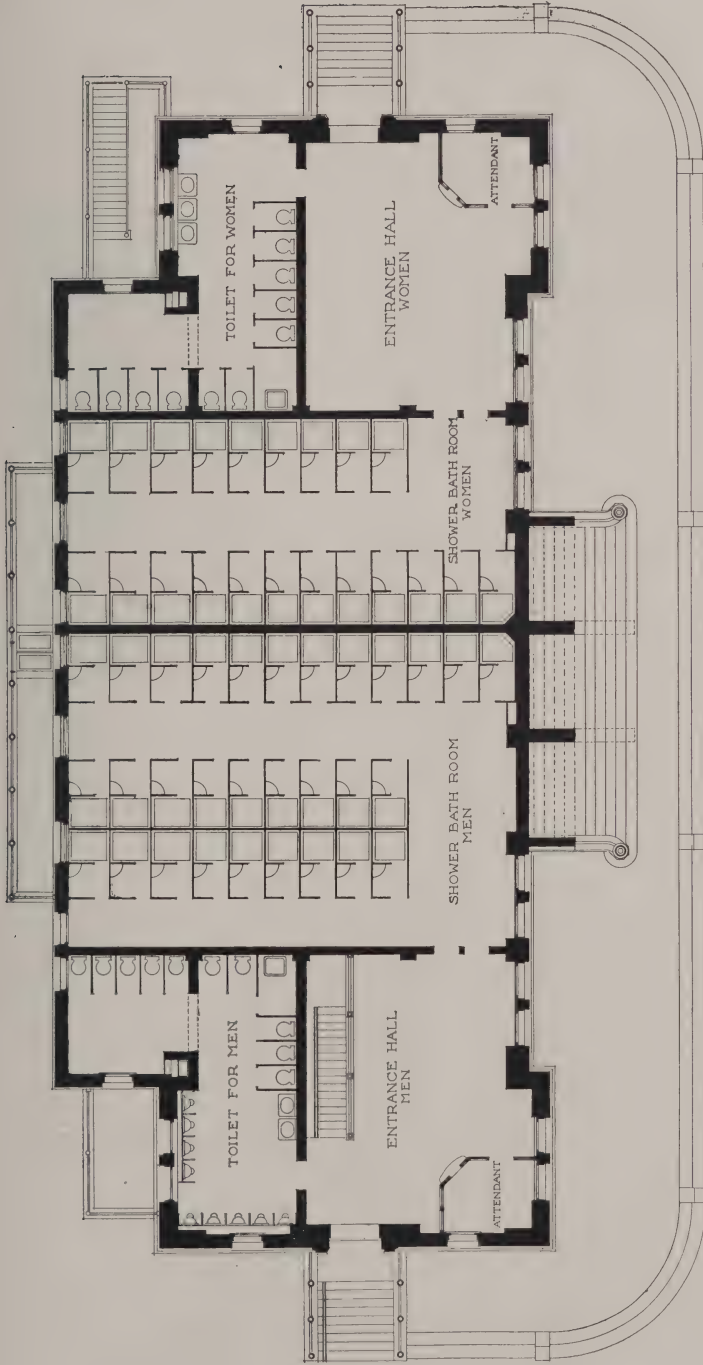 TOILET FOR WOMEN
ENTRANCE HALL
WOMEN
ATTENDANT
SHOWER BATH ROOM
WOMEN
SHOWER BATH ROOM
MEN
TOILET FOR MEN
ENTRANCE HALL
MEN
ATTENDANT